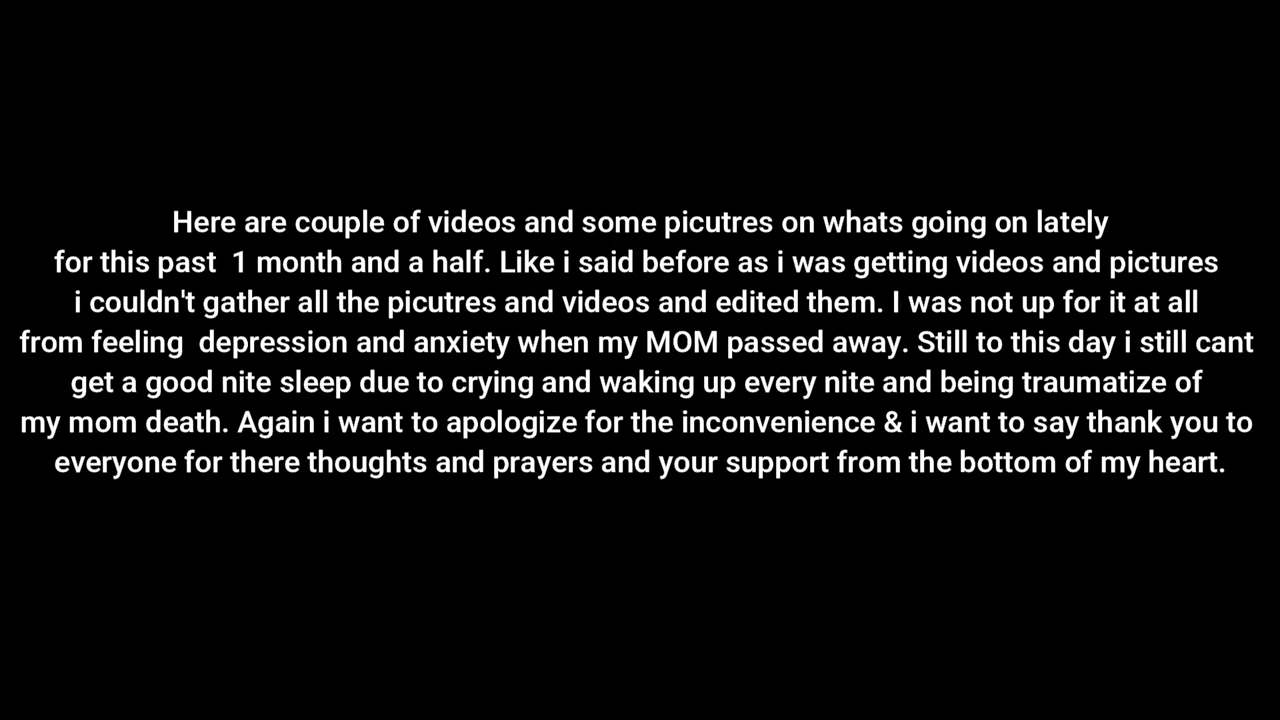 Here are couple of videos and some picutres on whats going on lately
for this past  1 month and a half. Like i said before as i was getting videos and pictures
i couldn't gather all the picutres and videos and edited them. I was not up for it at all
from feeling  depression and anxiety when my MOM passed away. Still to this day i still cant
get a good nite sleep due to crying and waking up every nite and being traumatize of
my mom death. Again i want to apologize for the inconvenience & i want to say thank you to
everyone for there thoughts and prayers and your support from the bottom of my heart.